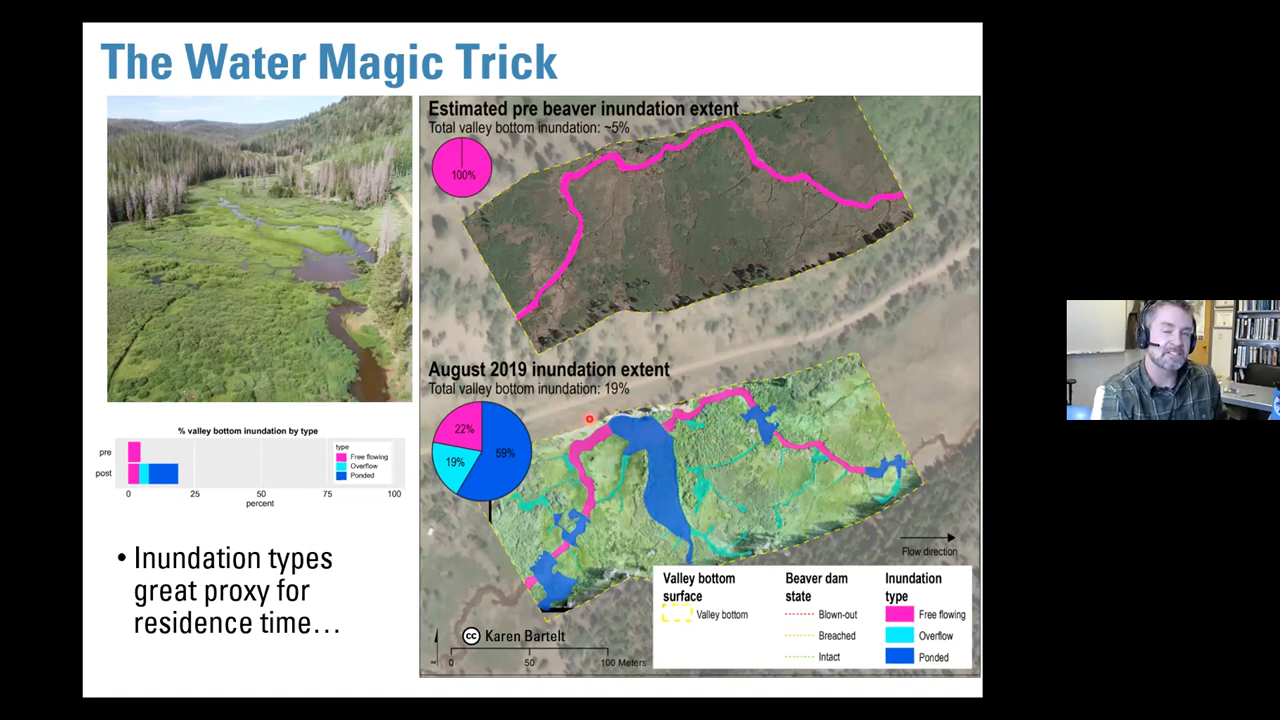 The Water Magic Trick
Estimated pre beaver inundation extent
Total valley bottom inundation: ~5%
100%
August 2019 inundation extent
Total valley bottom inundation: 19%
22%
19%
59%
% valley bottom inundation by type
pre
post
type
Free flowing
Overflow
Ponded
0 25 50 75 100
percent
• Inundation types
great proxy for
residence time…
Flow direction
Valley bottom
surface
Valley bottom
Beaver dam
state
Blown-out
Breached
Intact
Inundation
type
Free flowing
Overflow
Ponded
cc Karen Bartelt
0 50 100 Meters